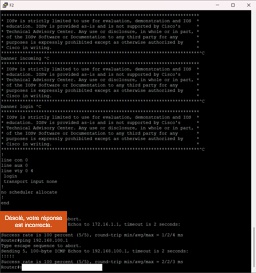 * IOSv is strictly limited to use for evaluation, demonstration and IOS *
* education. IOSv is provided as-is and is not supported by Cisco's *
* Technical Advisory Center. Any use or disclosure, in whole or in part, *
* of the IOSv Software or Documentation to any third party for any *
* purposes is expressly prohibited except as otherwise authorized by *
* Cisco in writing. *
banner incoming ^C
* IOSv is strictly limited to use for evaluation, demonstration and IOS *
* education. IOSv is provided as-is and is not supported by Cisco's *
* Technical Advisory Center. Any use or disclosure, in whole or in part, *
* of the IOSv Software or Documentation to any third party for any *
* purposes is expressly prohibited except as otherwise authorized by *
* Cisco in writing. *
banner login ^C
* IOSv is strictly limited to use for evaluation, demonstration and IOS *
* education. IOSv is provided as-is and is not supported by Cisco's *
* Technical Advisory Center. Any use or disclosure, in whole or in part, *
* of the IOSv Software or Documentation to any third party for any *
* purposes is expressly prohibited except as otherwise authorized by *
* Cisco in writing. *
!
line con 0
line aux 0
line vty 0 4
login
transport input none
!
no scheduler allocate
!
end
Désolé, votre réponse
est incorrecte.
abort.
Echos to 172.16.1.1, timeout is 2 seconds:
Success rate is 100 percent (5/5), round-trip min/avg/max = 1/2/4 ms
Router#ping 192.168.100.1
Type escape sequence to abort.
Sending 5, 100-byte ICMP Echos to 192.168.100.1, timeout is 2 seconds:
!!!!!
Success rate is 100 percent (5/5), round-trip min/avg/max = 2/2/3 ms
Router#